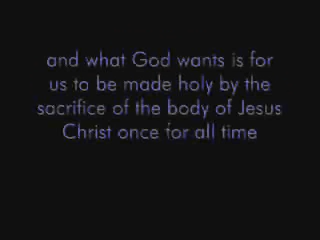 and what God wants is for
us to be made holy by the
sacrifice of the body of Jesus
Christ once for all time